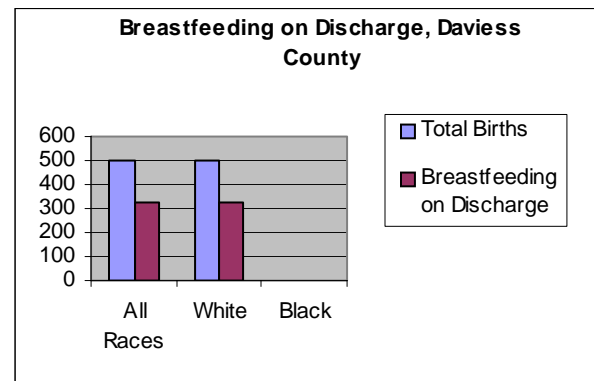 Breastfeeding on Discharge, Daviess
County
600
500
400
300
200
100
0
All
Races
White
Black
Total Births
Breastfeeding
on Discharge